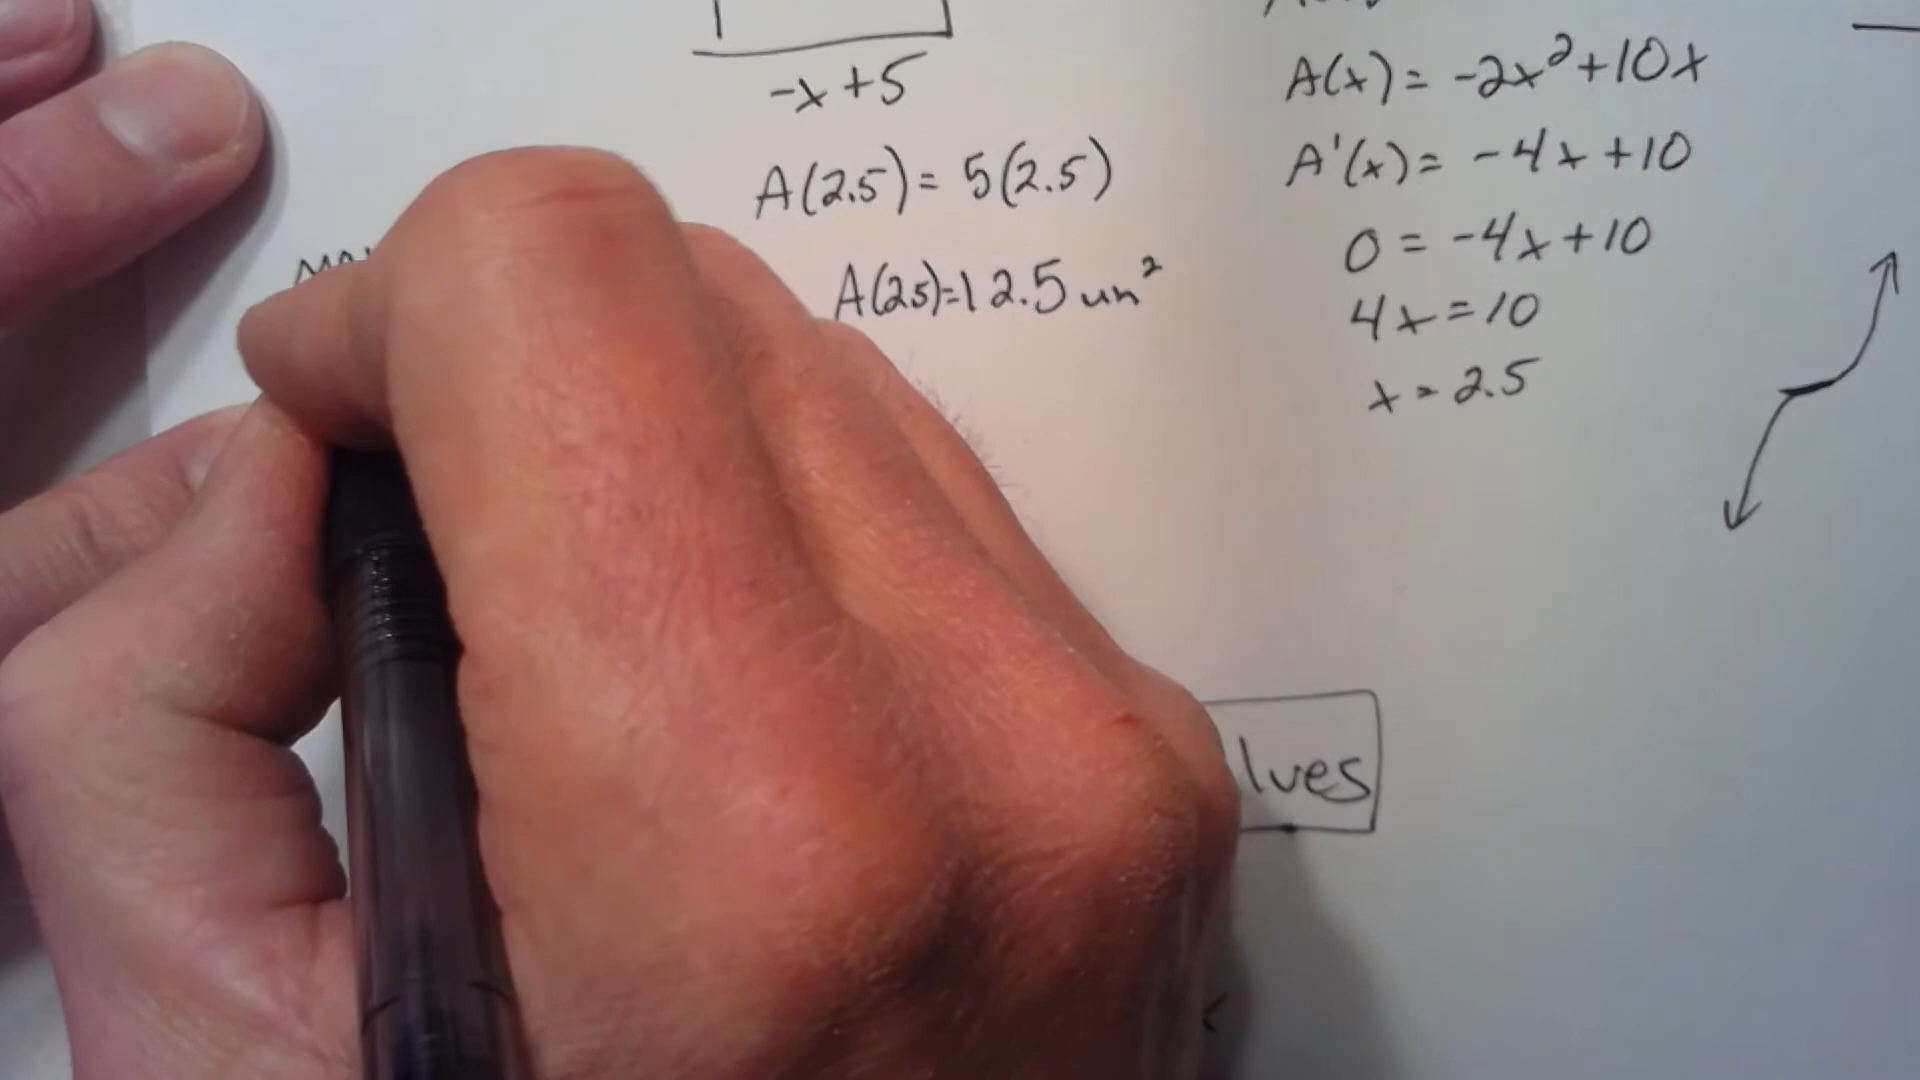 -x+5
A(2.5)= 5(2.5)
A(2.5)=12.5 un²
A(x)= -2x²+10x
A'(x)= -4x+10
0 = -4x+10
4x=10
x=2.5
lves